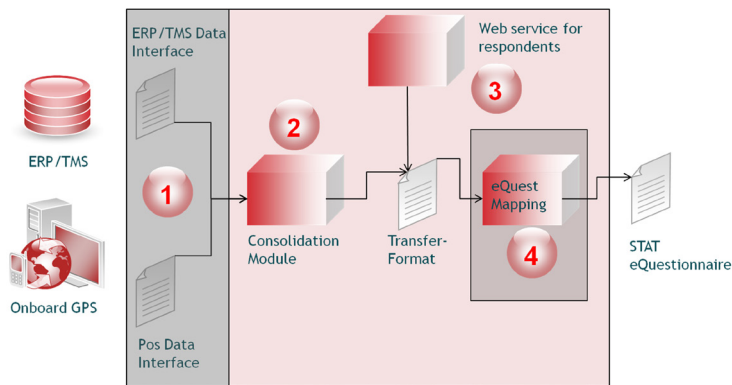 ERP/TMS Data
Interface
Web service for
respondents
3
2
ERP/TMS
1
eQuest
Mapping
Consolidation
Module
Transfer-
Format
4
STAT
eQuestionnaire
Onboard GPS
Pos Data
Interface